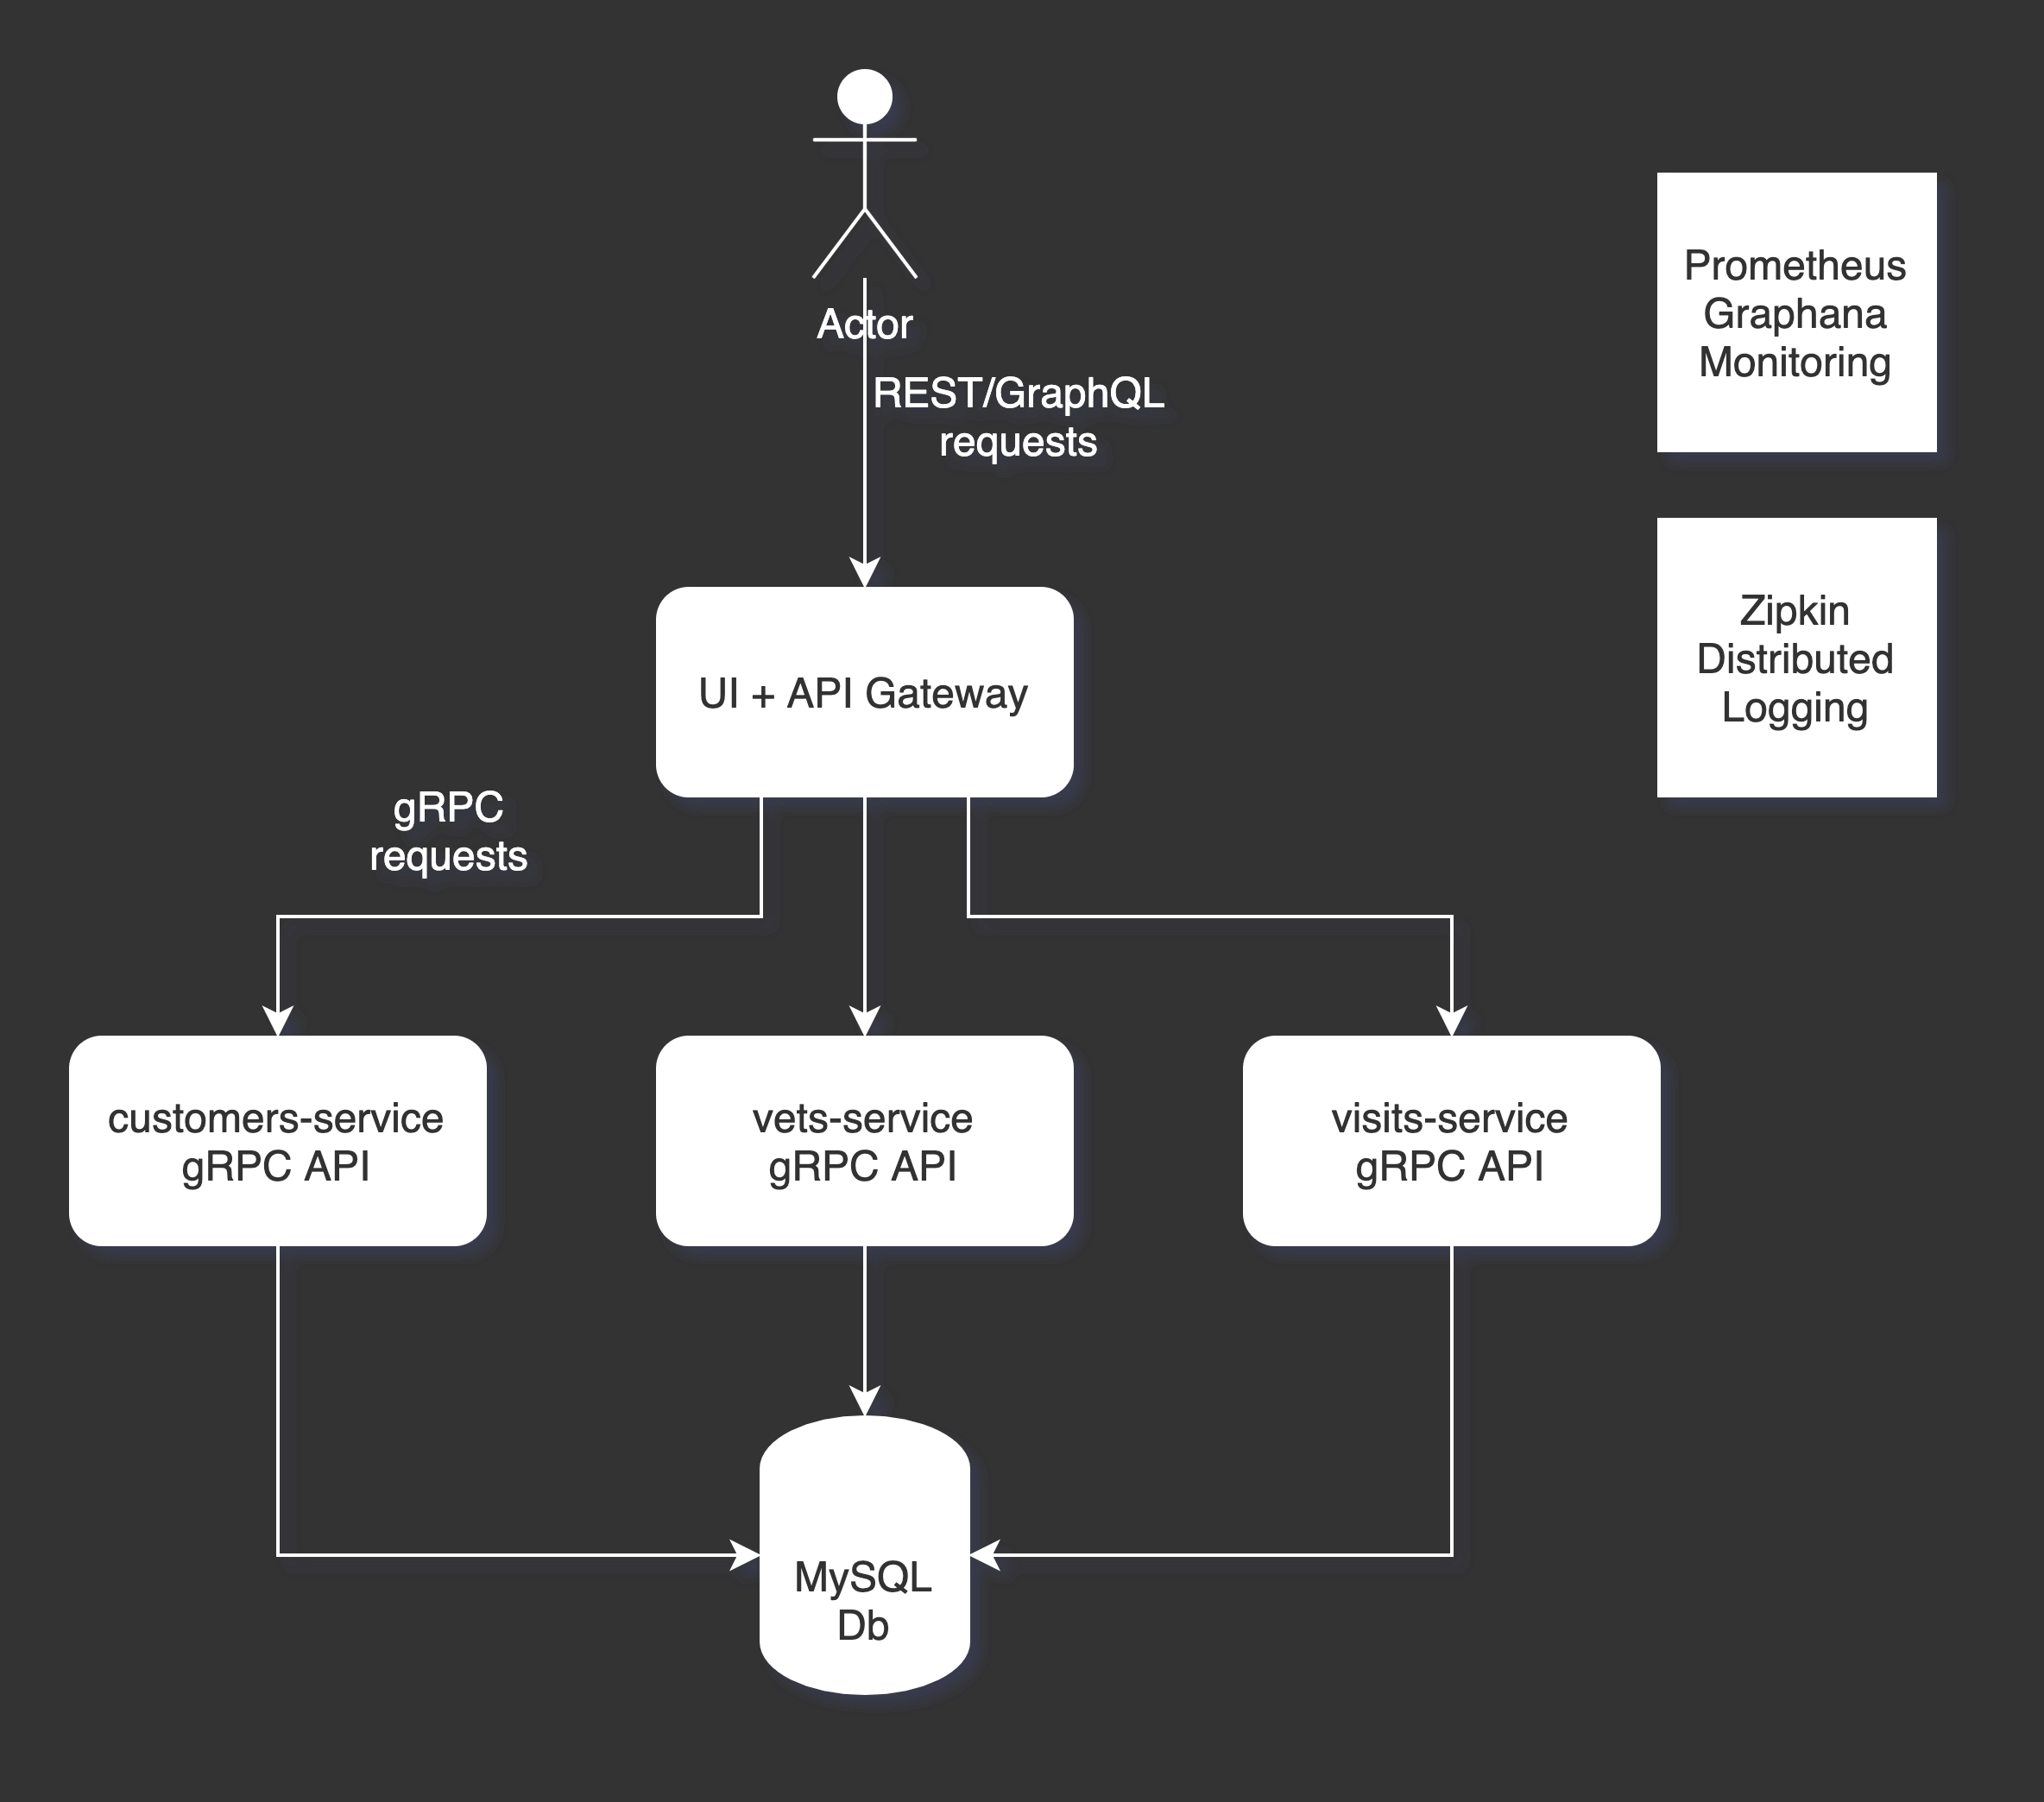 Actor
REST/GraphQL
requests
Prometheus
Graphana
Monitoring
Zipkin
Distributed
Logging
UI + API Gateway
gRPC
requests
customers-service
gRPC API
vets-service
gRPC API
visits-service
gRPC API
MySQL
Db